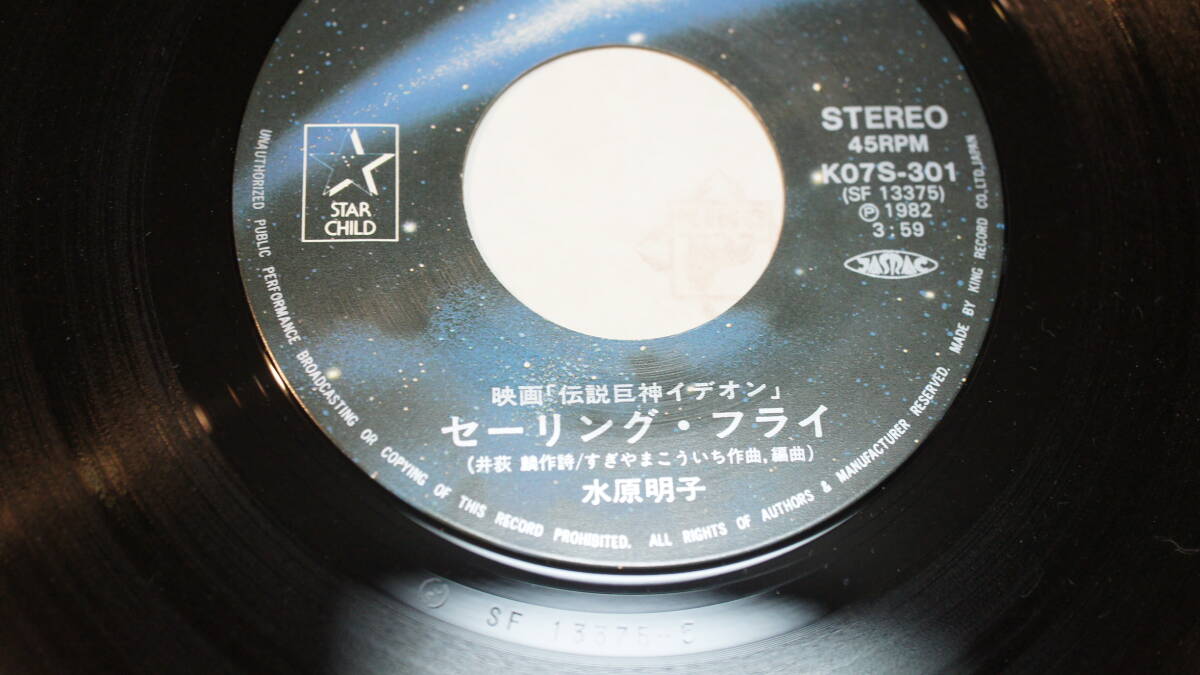 STAR
CHILD
STEREO
45RPM
K07S-301
(SF 13375)
Ⓟ 1982
3:59
JASRAC
映画「伝説巨神イデオン」
セーリング・フライ
(井荻 麟作詩/すぎやまこういち作曲,編曲)
水原明子
UNAUTHORIZED PUBLIC PERFORMANCE BROADCASTING OR COPYING OF THIS RECORD PROHIBITED. ALL RIGHTS OF AUTHORS & MANUFACTURER RESERVED. MADE BY KING RECORD CO.,LTD.,JAPAN
SF 13375-